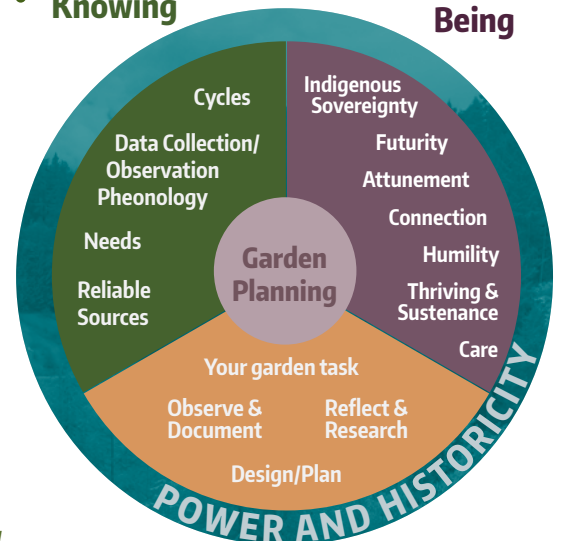 Knowing
Being
Cycles
Data Collection/
Observation
Pheonology
Needs
Reliable
Sources
Indigenous
Sovereignty
Futurity
Attunement
Connection
Humility
Thriving &
Sustenance
Care
Garden
Planning
Your garden task
Observe &
Document
Reflect &
Research
Design/Plan
POWER AND HISTORICITY